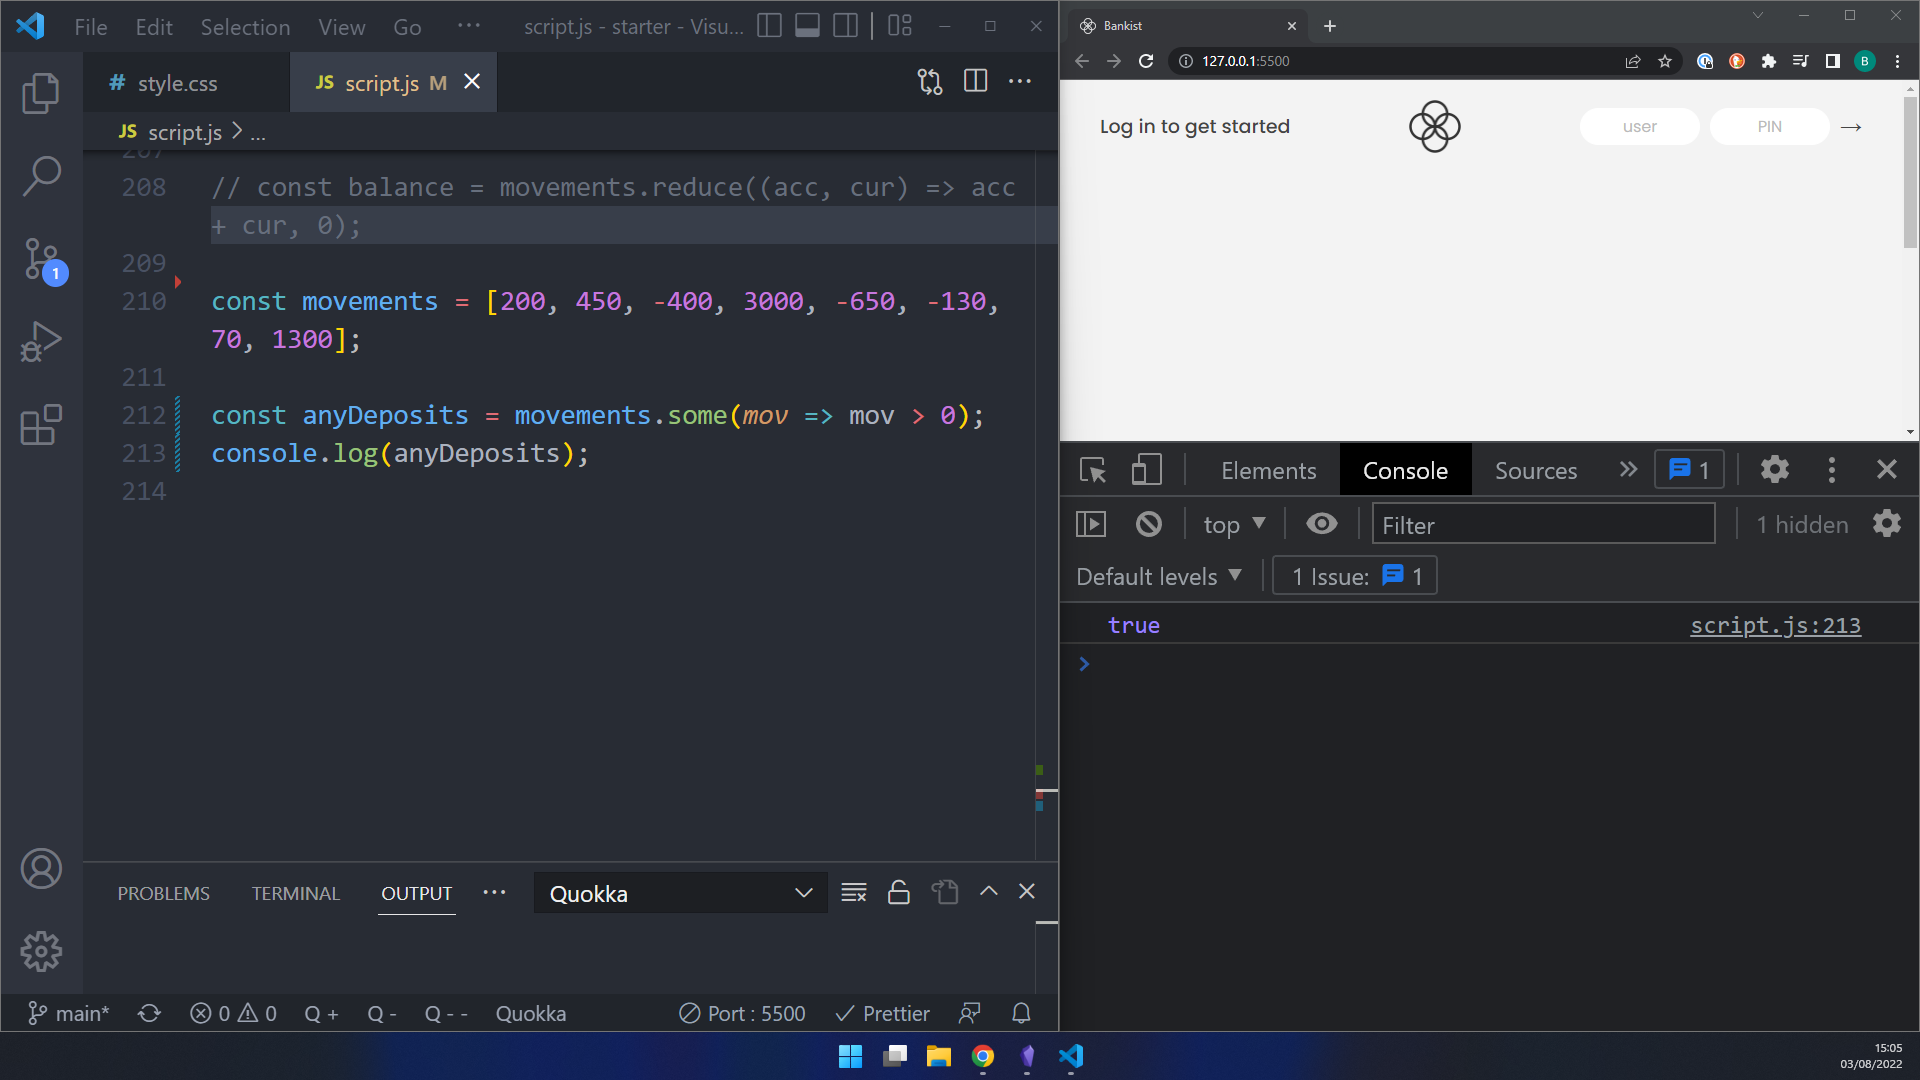 File Edit Selection View Go ··· script.js - starter - Visu...
# style.css
JS script.js M
JS script.js > ...
207
208 // const balance = movements.reduce((acc, cur) => acc
+ cur, 0);
209
210 const movements = [200, 450, -400, 3000, -650, -130,
70, 1300];
211
212 const anyDeposits = movements.some(mov => mov > 0);
213 console.log(anyDeposits);
214
PROBLEMS TERMINAL OUTPUT ··· Quokka
main* 0 0 Q + Q - Q - - Quokka Port : 5500 Prettier
1
Bankist
127.0.0.1:5500
B
Log in to get started
user PIN →
Elements Console Sources » 1
top Filter 1 hidden
Default levels 1 Issue: 1
true script.js:213
15:05
03/08/2022